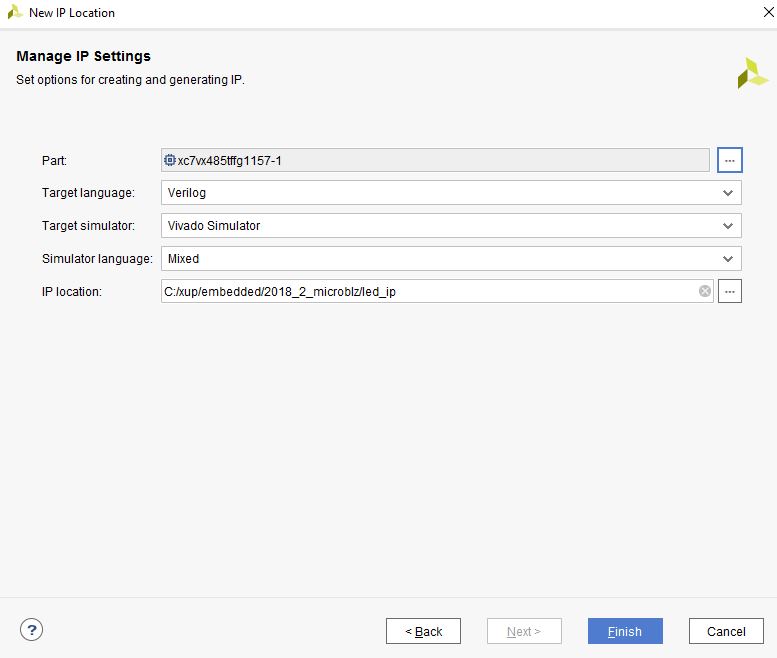 New IP Location
Manage IP Settings
Set options for creating and generating IP.
Part: xc7vx485tffg1157-1 ...
Target language: Verilog
Target simulator: Vivado Simulator
Simulator language: Mixed
IP location: C:/xup/embedded/2018_2_microblz/led_ip ...
? < Back Next > Finish Cancel